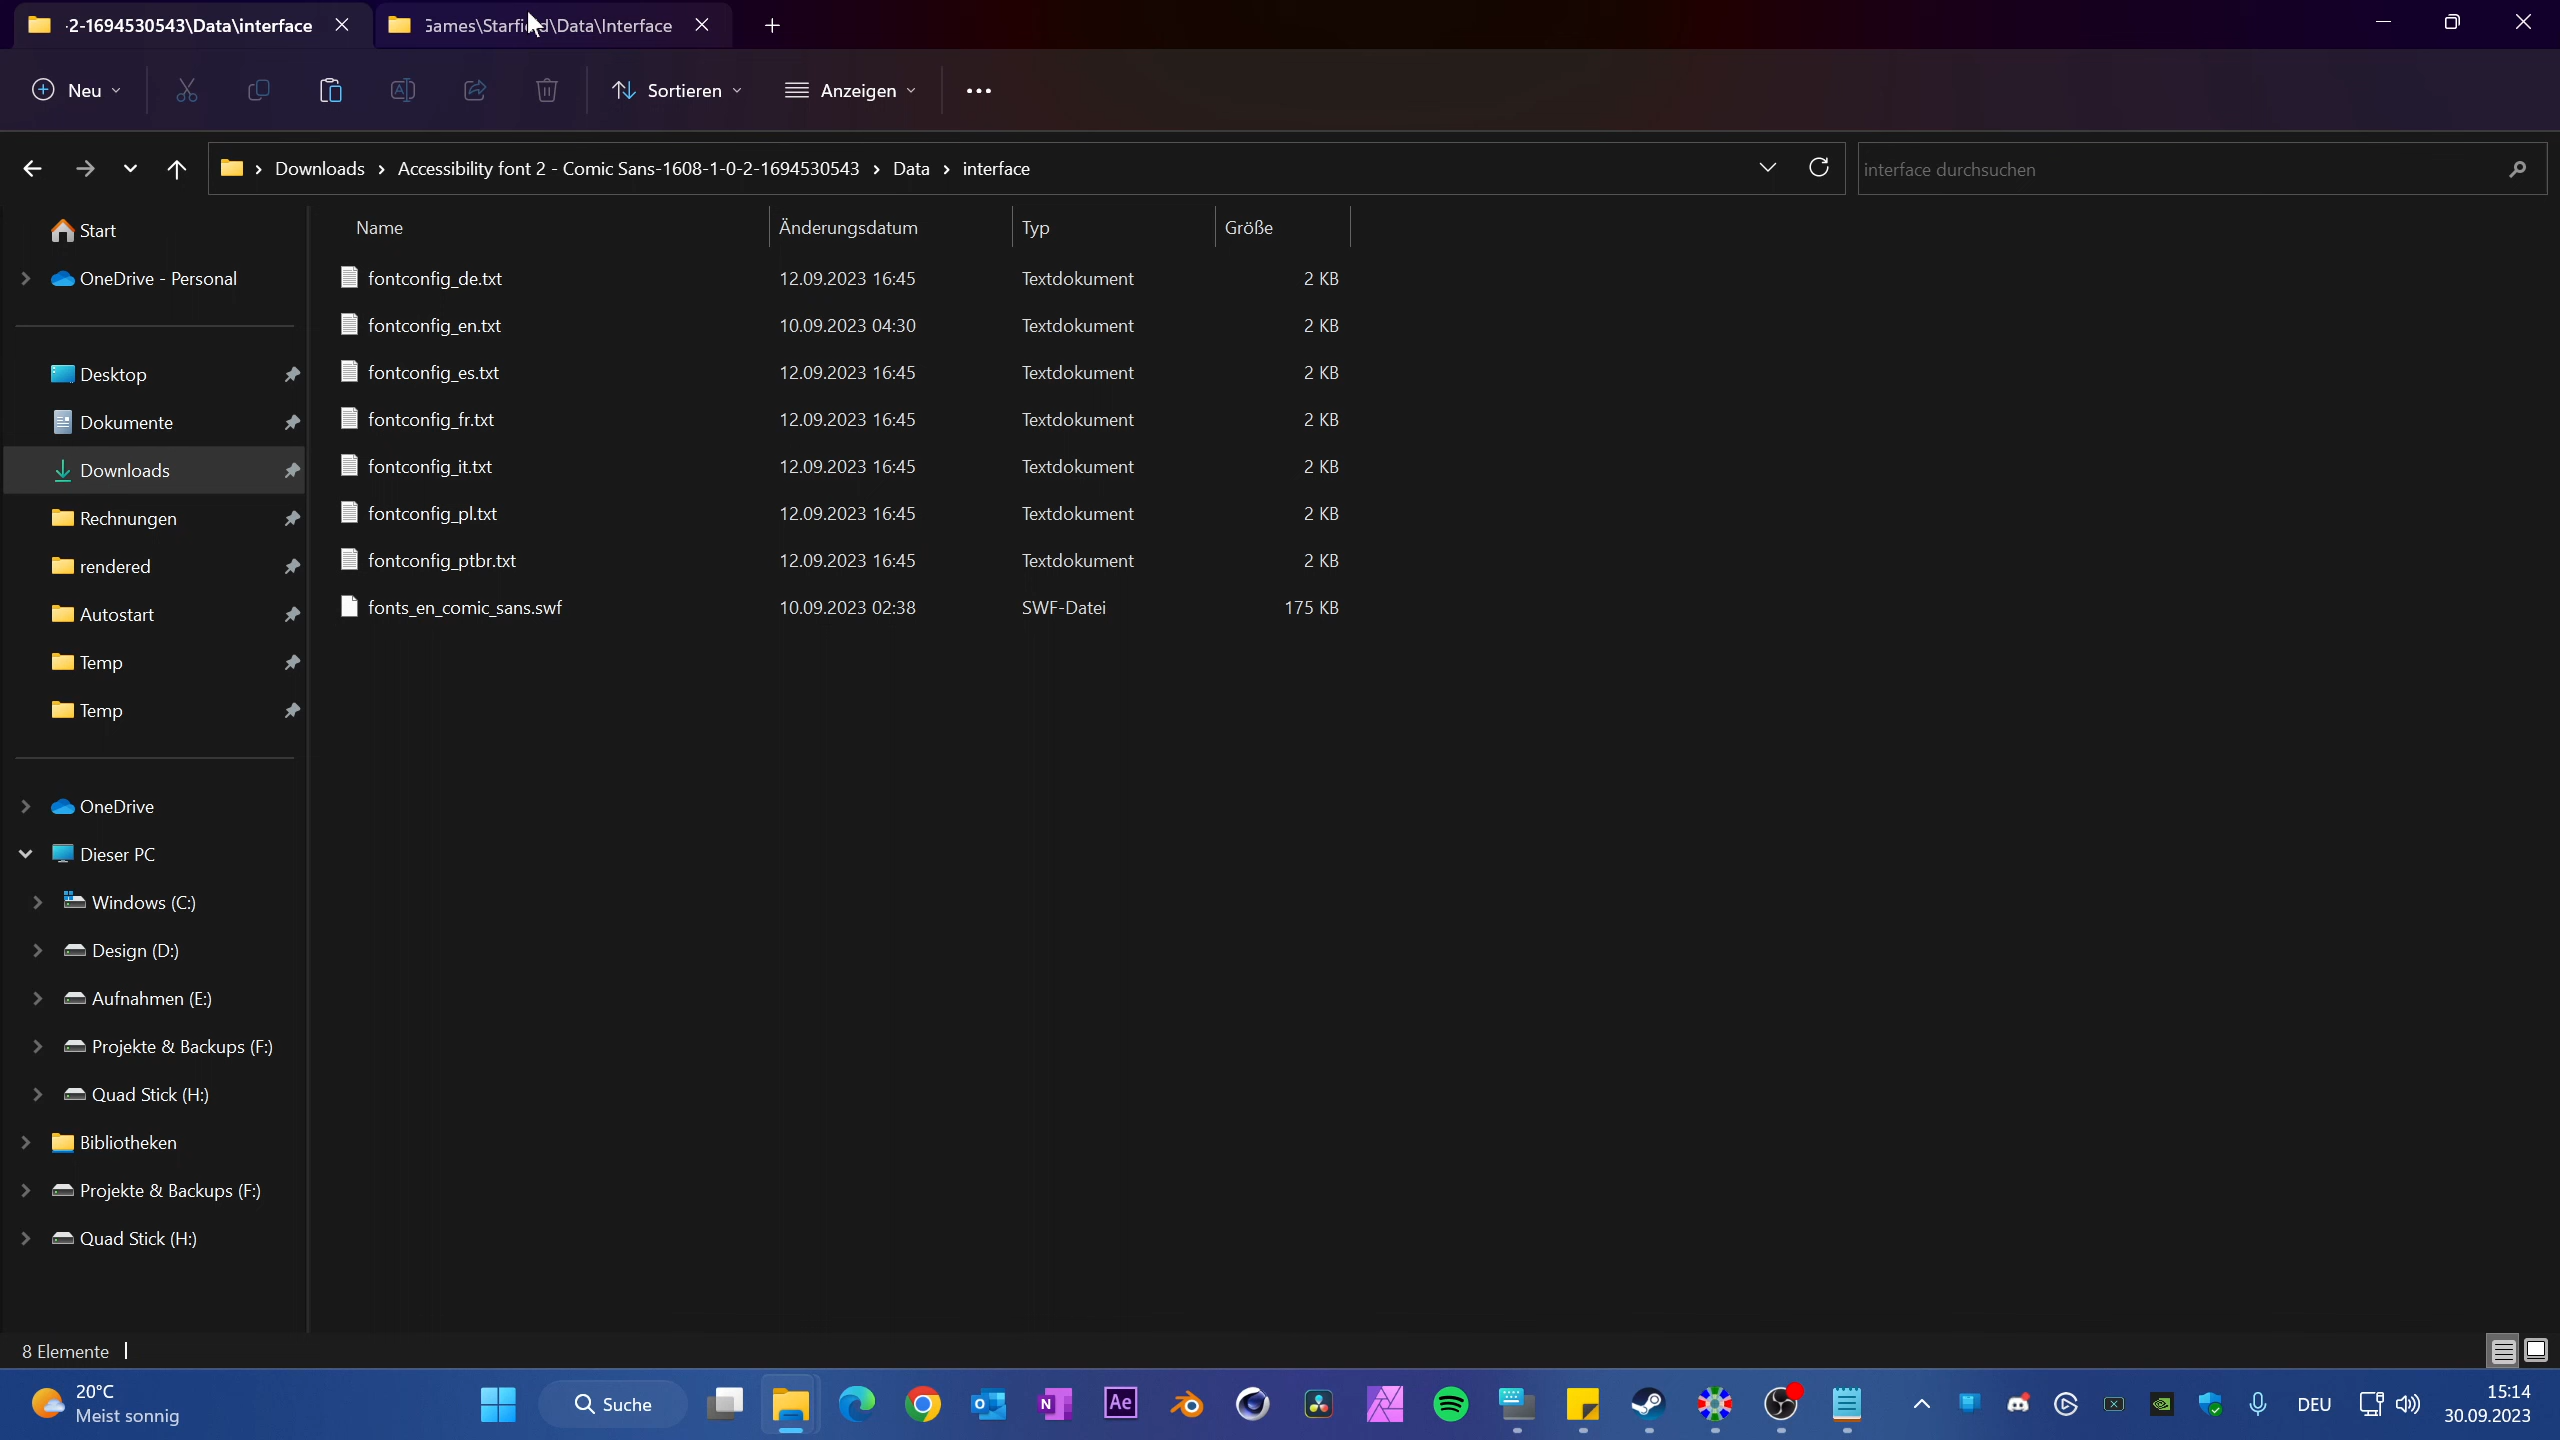 -2-1694530543\Data\interface
Games\Starfield\Data\Interface
Neu
Sortieren
Anzeigen
Downloads
Accessibility font 2 - Comic Sans-1608-1-0-2-1694530543
Data
interface
interface durchsuchen
Start
OneDrive - Personal
Desktop
Dokumente
Downloads
Rechnungen
rendered
Autostart
Temp
Temp
OneDrive
Dieser PC
Windows (C:)
Design (D:)
Aufnahmen (E:)
Projekte & Backups (F:)
Quad Stick (H:)
Bibliotheken
Projekte & Backups (F:)
Quad Stick (H:)
Name Änderungsdatum Typ Größe
fontconfig_de.txt 12.09.2023 16:45 Textdokument 2 KB
fontconfig_en.txt 10.09.2023 04:30 Textdokument 2 KB
fontconfig_es.txt 12.09.2023 16:45 Textdokument 2 KB
fontconfig_fr.txt 12.09.2023 16:45 Textdokument 2 KB
fontconfig_it.txt 12.09.2023 16:45 Textdokument 2 KB
fontconfig_pl.txt 12.09.2023 16:45 Textdokument 2 KB
fontconfig_ptbr.txt 12.09.2023 16:45 Textdokument 2 KB
fonts_en_comic_sans.swf 10.09.2023 02:38 SWF-Datei 175 KB
8 Elemente
20°C
Meist sonnig
Suche
Ae
DEU
15:14
30.09.2023